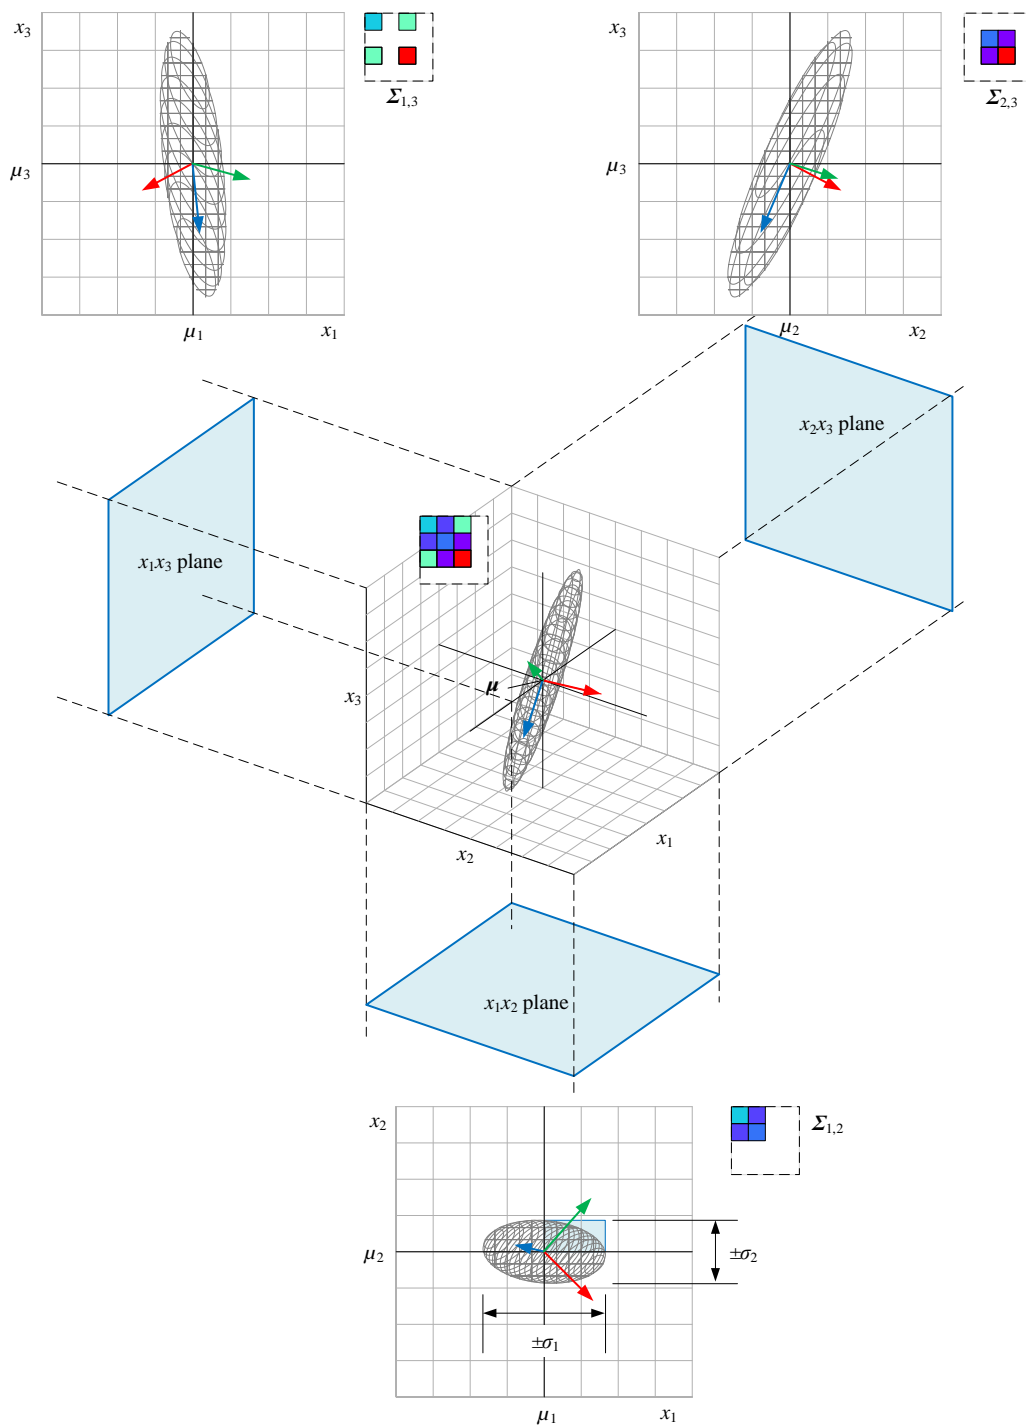 x₃
Σ₁,₃
μ₃
μ₁
x₁
x₃
Σ₂,₃
μ₃
μ₂
x₂
x₂x₃ plane
x₁x₃ plane
μ
x₃
x₂
x₁
x₁x₂ plane
x₂
Σ₁,₂
μ₂
±σ₂
±σ₁
μ₁
x₁